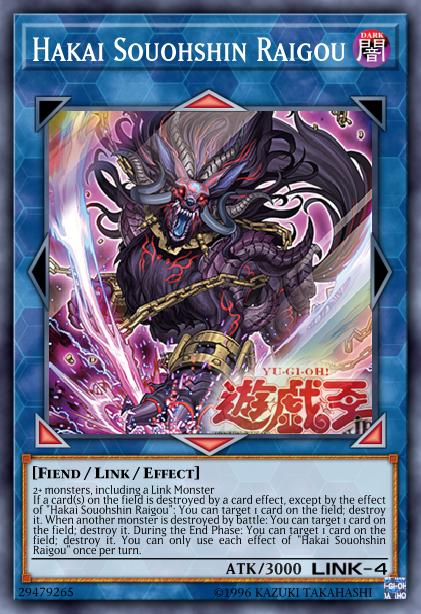 HAKAI SOUOHSHIN RAIGOU
DARK
闇
YU-GI-OH!
遊戯王
[FIEND / LINK / EFFECT]
2+ monsters, including a Link Monster
If a card(s) on the field is destroyed by a card effect, except by the effect
of "Hakai Souohshin Raigou": You can target 1 card on the field; destroy
it. When another monster is destroyed by battle: You can target 1 card on
the field; destroy it. During the End Phase: You can target 1 card on the
field; destroy it. You can only use each effect of "Hakai Souohshin
Raigou" once per turn.
ATK/3000 LINK-4
29479265
©1996 KAZUKI TAKAHASHI